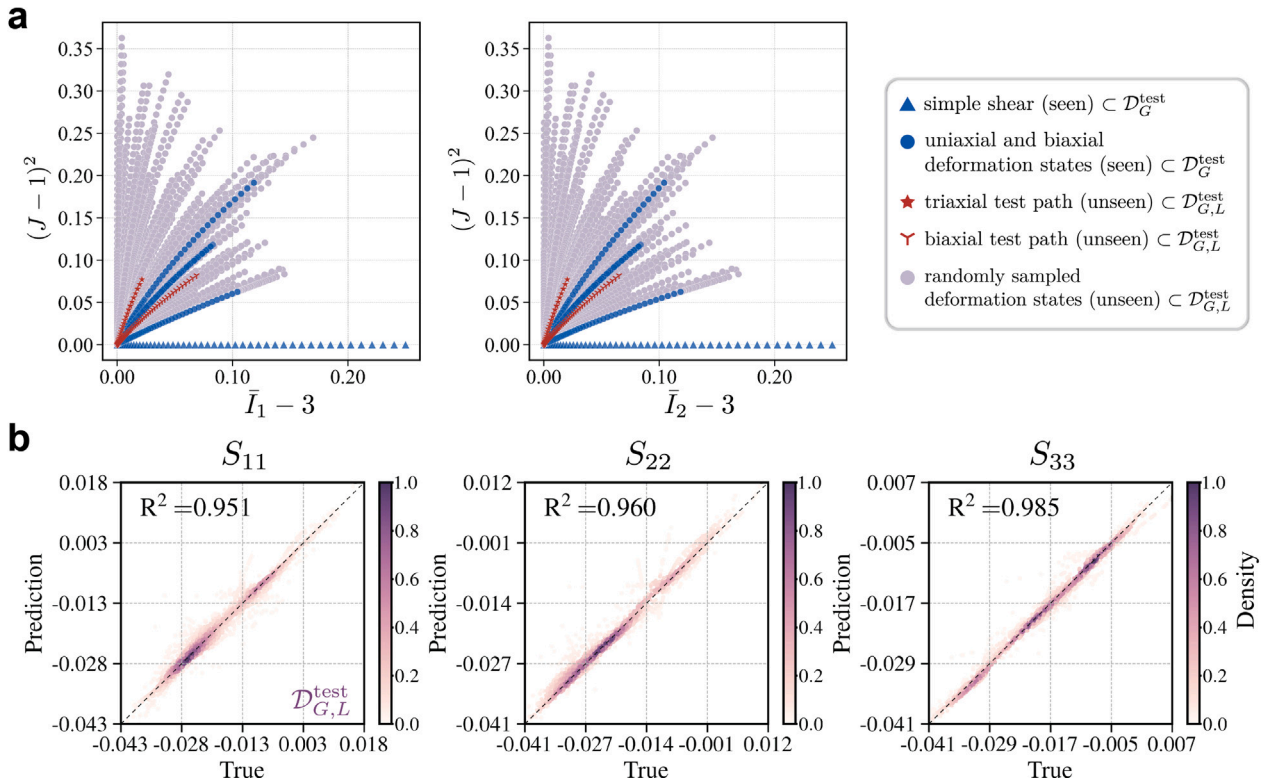 a
0.35
0.30
0.25
0.20
0.15
0.10
0.05
0.00
(J − 1)²
0.00 0.10 0.20
Ī₁ − 3
0.35
0.30
0.25
0.20
0.15
0.10
0.05
0.00
(J − 1)²
0.00 0.10 0.20
Ī₂ − 3
simple shear (seen) ⊂ 𝒟_G^test
uniaxial and biaxial
deformation states (seen) ⊂ 𝒟_G^test
triaxial test path (unseen) ⊂ 𝒟_{G,L}^test
biaxial test path (unseen) ⊂ 𝒟_{G,L}^test
randomly sampled
deformation states (unseen) ⊂ 𝒟_{G,L}^test
b
S₁₁
R² =0.951
0.018
0.003
-0.013
-0.028
-0.043
Prediction
𝒟_{G,L}^test
-0.043 -0.028 -0.013 0.003 0.018
True
1.0
0.8
0.6
0.4
0.2
0.0
S₂₂
R² =0.960
0.012
-0.001
-0.014
-0.027
-0.041
Prediction
-0.041 -0.027 -0.014 -0.001 0.012
True
1.0
0.8
0.6
0.4
0.2
0.0
S₃₃
R² =0.985
0.007
-0.005
-0.017
-0.029
-0.041
Prediction
-0.041 -0.029 -0.017 -0.005 0.007
True
1.0
0.8
0.6
0.4
0.2
0.0
Density